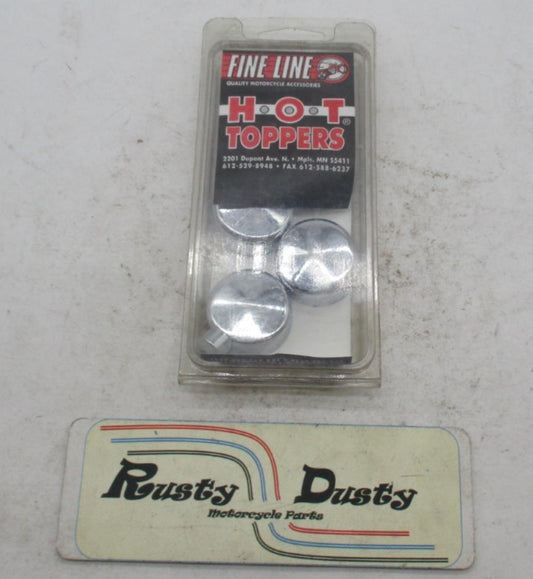 FINE LINE
QUALITY MOTORCYCLE ACCESSORIES
H·O·T®
TOPPERS
2201 Dupont Ave. N. • Mpls. MN 55411
612-529-8948 • FAX 612-588-6237
Rusty Dusty
Motorcycle Parts